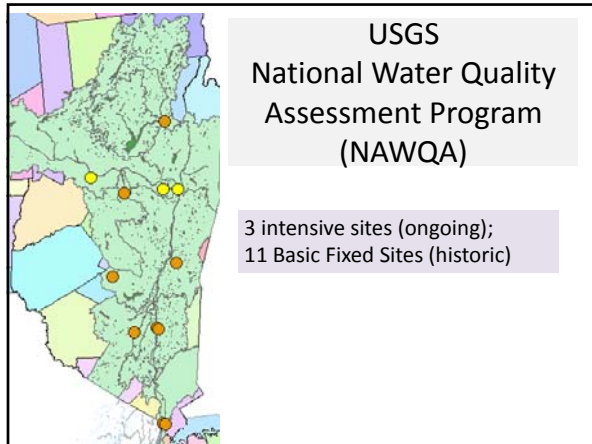 USGS
National Water Quality
Assessment Program
(NAWQA)
3 intensive sites (ongoing);
11 Basic Fixed Sites (historic)